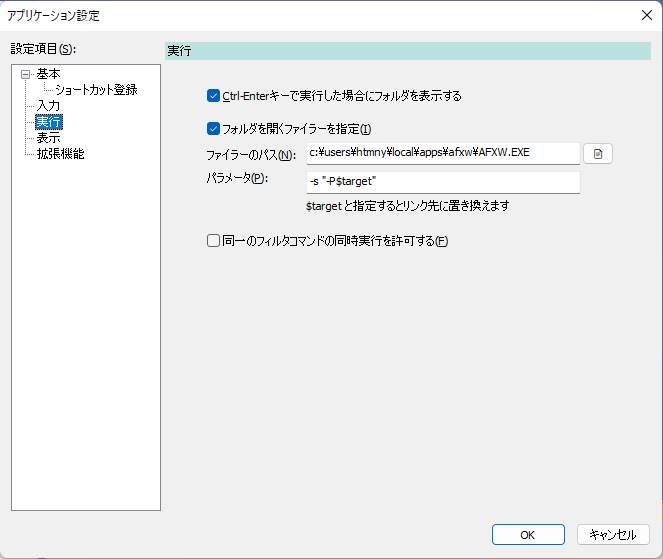 アプリケーション設定
設定項目(S):
基本
ショートカット登録
入力
実行
表示
拡張機能
実行
Ctrl-Enterキーで実行した場合にフォルダを表示する
フォルダを開くファイラーを指定(I)
ファイラーのパス(N):
c:¥users¥htmny¥local¥apps¥afxw¥AFXW.EXE
パラメータ(P):
-s "-P$target"
$target と指定するとリンク先に置き換えます
同一のフィルタコマンドの同時実行を許可する(F)
OK
キャンセル